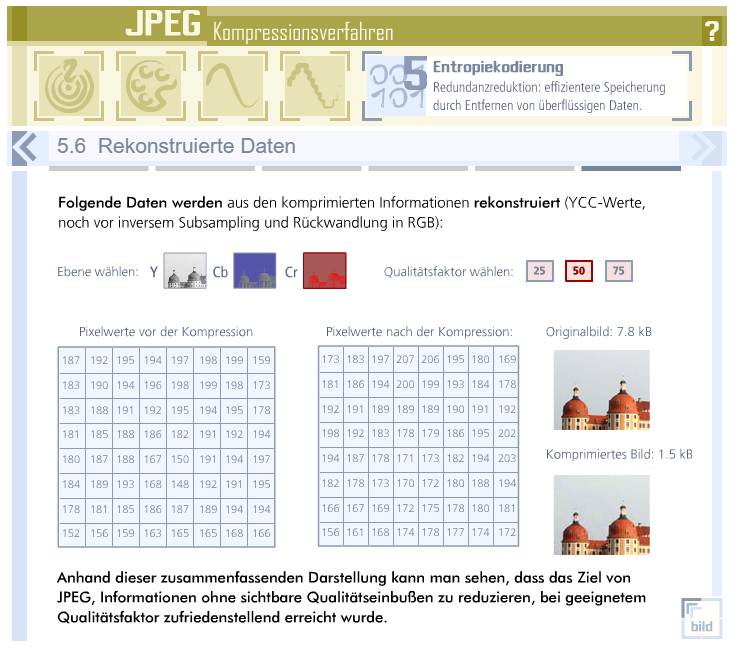 JPEG Kompressionsverfahren ?
5 Entropiekodierung
Redundanzreduktion: effizientere Speicherung
durch Entfernen von überflüssigen Daten.
5.6 Rekonstruierte Daten
Folgende Daten werden aus den komprimierten Informationen rekonstruiert (YCC-Werte,
noch vor inversem Subsampling und Rückwandlung in RGB):
Ebene wählen: Y Cb Cr Qualitätsfaktor wählen: 25 50 75
Pixelwerte vor der Kompression
187 192 195 194 197 198 199 159
183 190 194 196 198 199 198 173
183 188 191 192 195 194 195 178
181 185 188 186 182 191 192 194
180 187 188 167 150 191 194 197
184 189 193 168 148 192 191 195
178 181 185 186 187 189 194 194
152 156 159 163 165 165 168 166
Pixelwerte nach der Kompression:
173 183 197 207 206 195 180 169
181 186 194 200 199 193 184 178
192 191 189 189 189 190 191 192
198 192 183 178 179 186 195 202
194 187 178 171 173 182 194 203
182 178 173 170 172 180 188 194
166 167 169 172 175 178 180 181
156 161 168 174 178 177 174 172
Originalbild: 7.8 kB
Komprimiertes Bild: 1.5 kB
Anhand dieser zusammenfassenden Darstellung kann man sehen, dass das Ziel von
JPEG, Informationen ohne sichtbare Qualitätseinbußen zu reduzieren, bei geeignetem
Qualitätsfaktor zufriedenstellend erreicht wurde.
bild